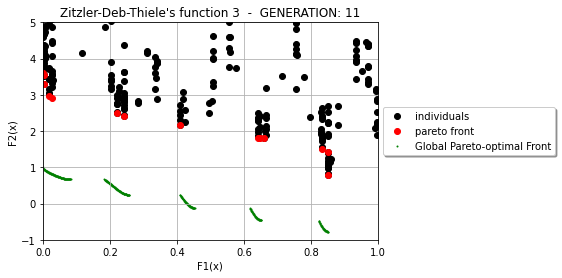 Zitzler-Deb-Thiele's function 3 - GENERATION: 11
5
4
3
2
1
0
−1
F2(x)
0.0 0.2 0.4 0.6 0.8 1.0
F1(x)
individuals
pareto front
Global Pareto-optimal Front